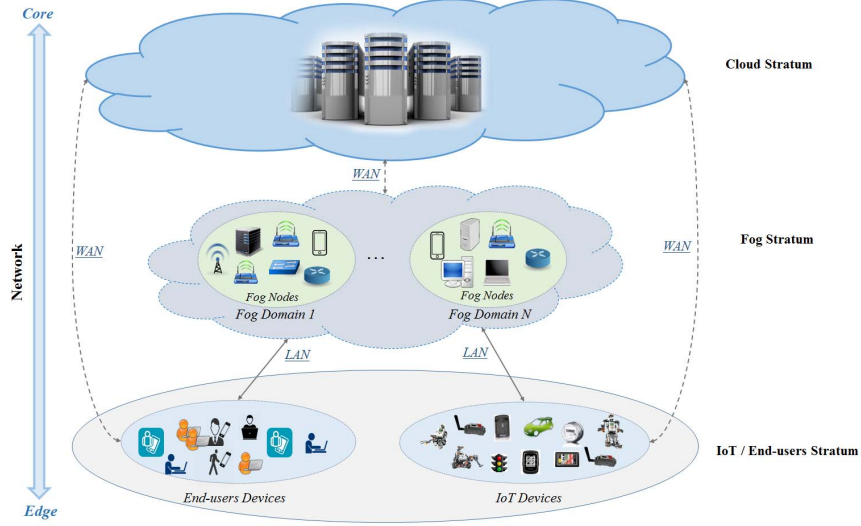 Core
Cloud Stratum
WAN
WAN
WAN
Fog Stratum
Network
...
Fog Nodes
Fog Domain 1
Fog Nodes
Fog Domain N
LAN
LAN
IoT / End-users Stratum
End-users Devices
IoT Devices
Edge